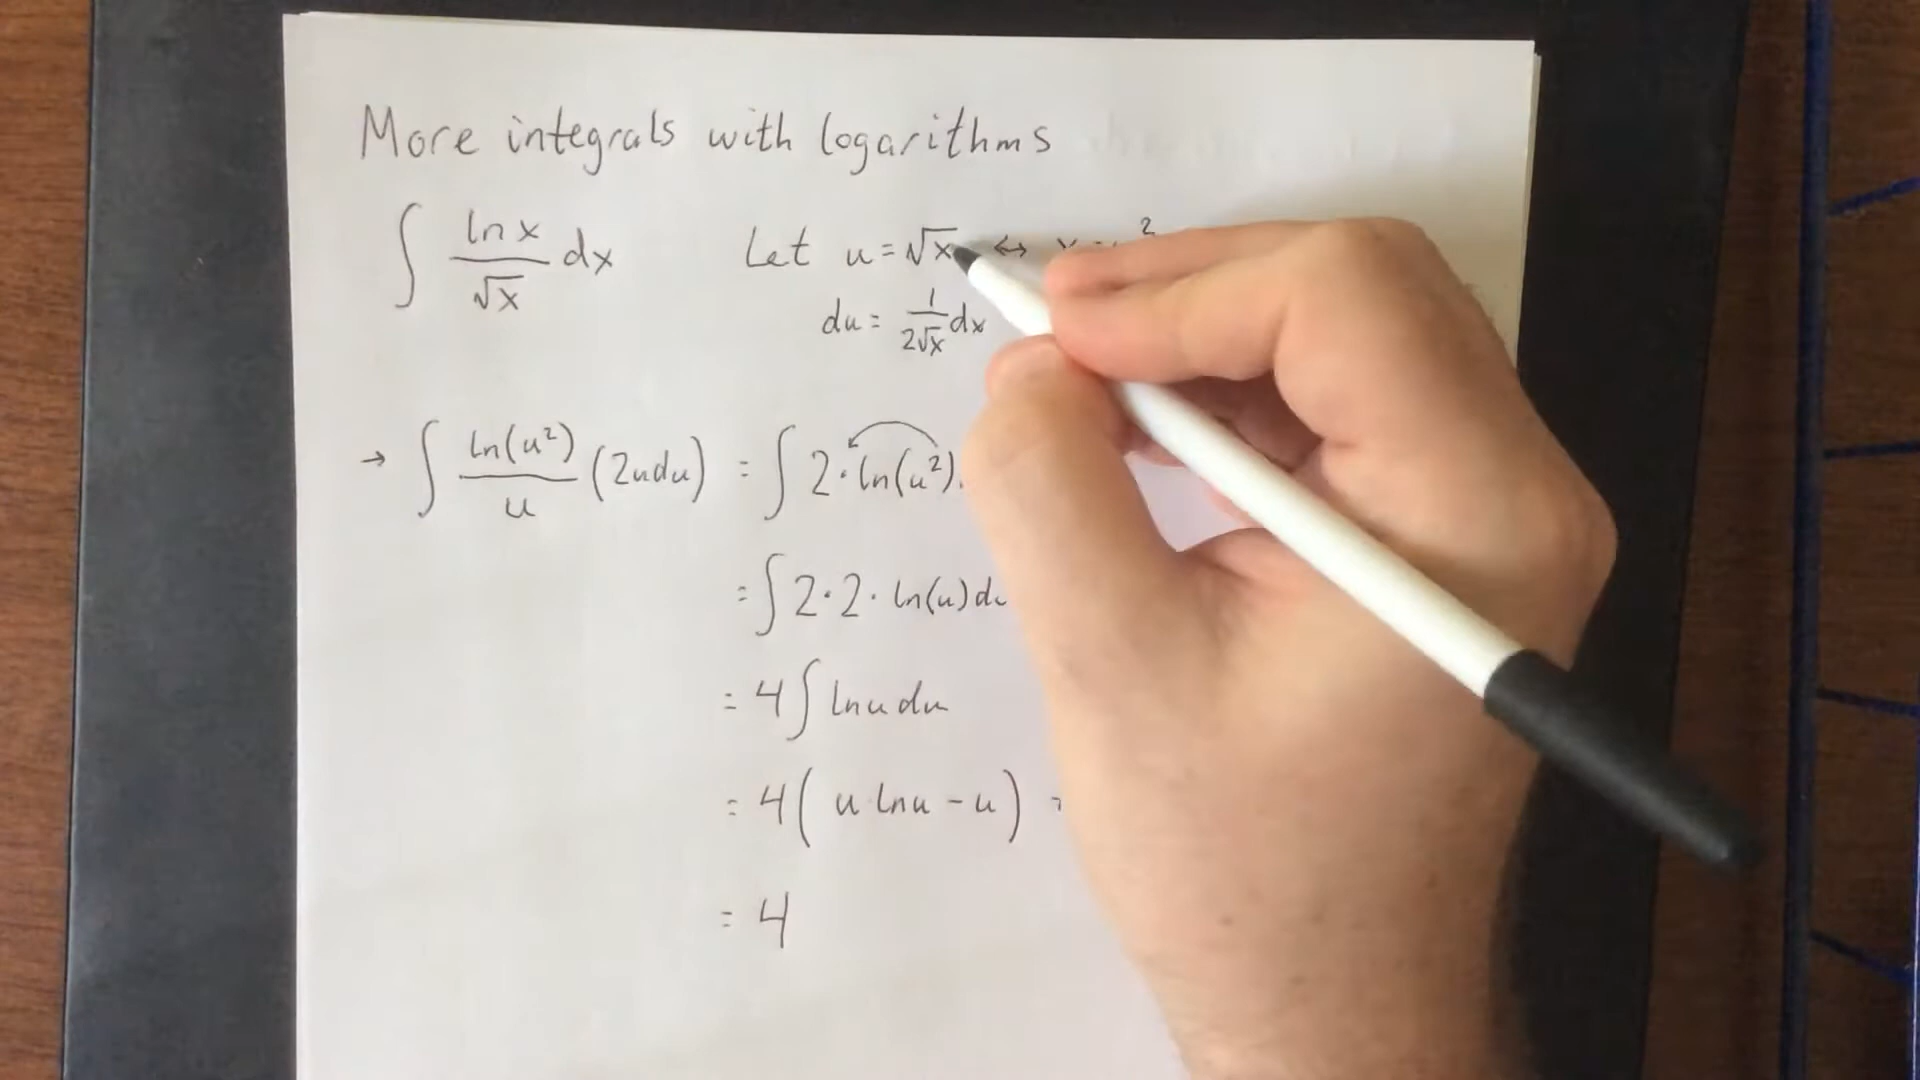 More integrals with logarithms
∫ ln x / √x dx Let u = √x ↔ x = u²
du = 1 / 2√x dx
→ ∫ ln(u²) / u (2udu) = ∫ 2 · ln(u²)
= ∫ 2 · 2 · ln(u) du
= 4 ∫ ln u du
= 4 ( u ln u - u )
= 4